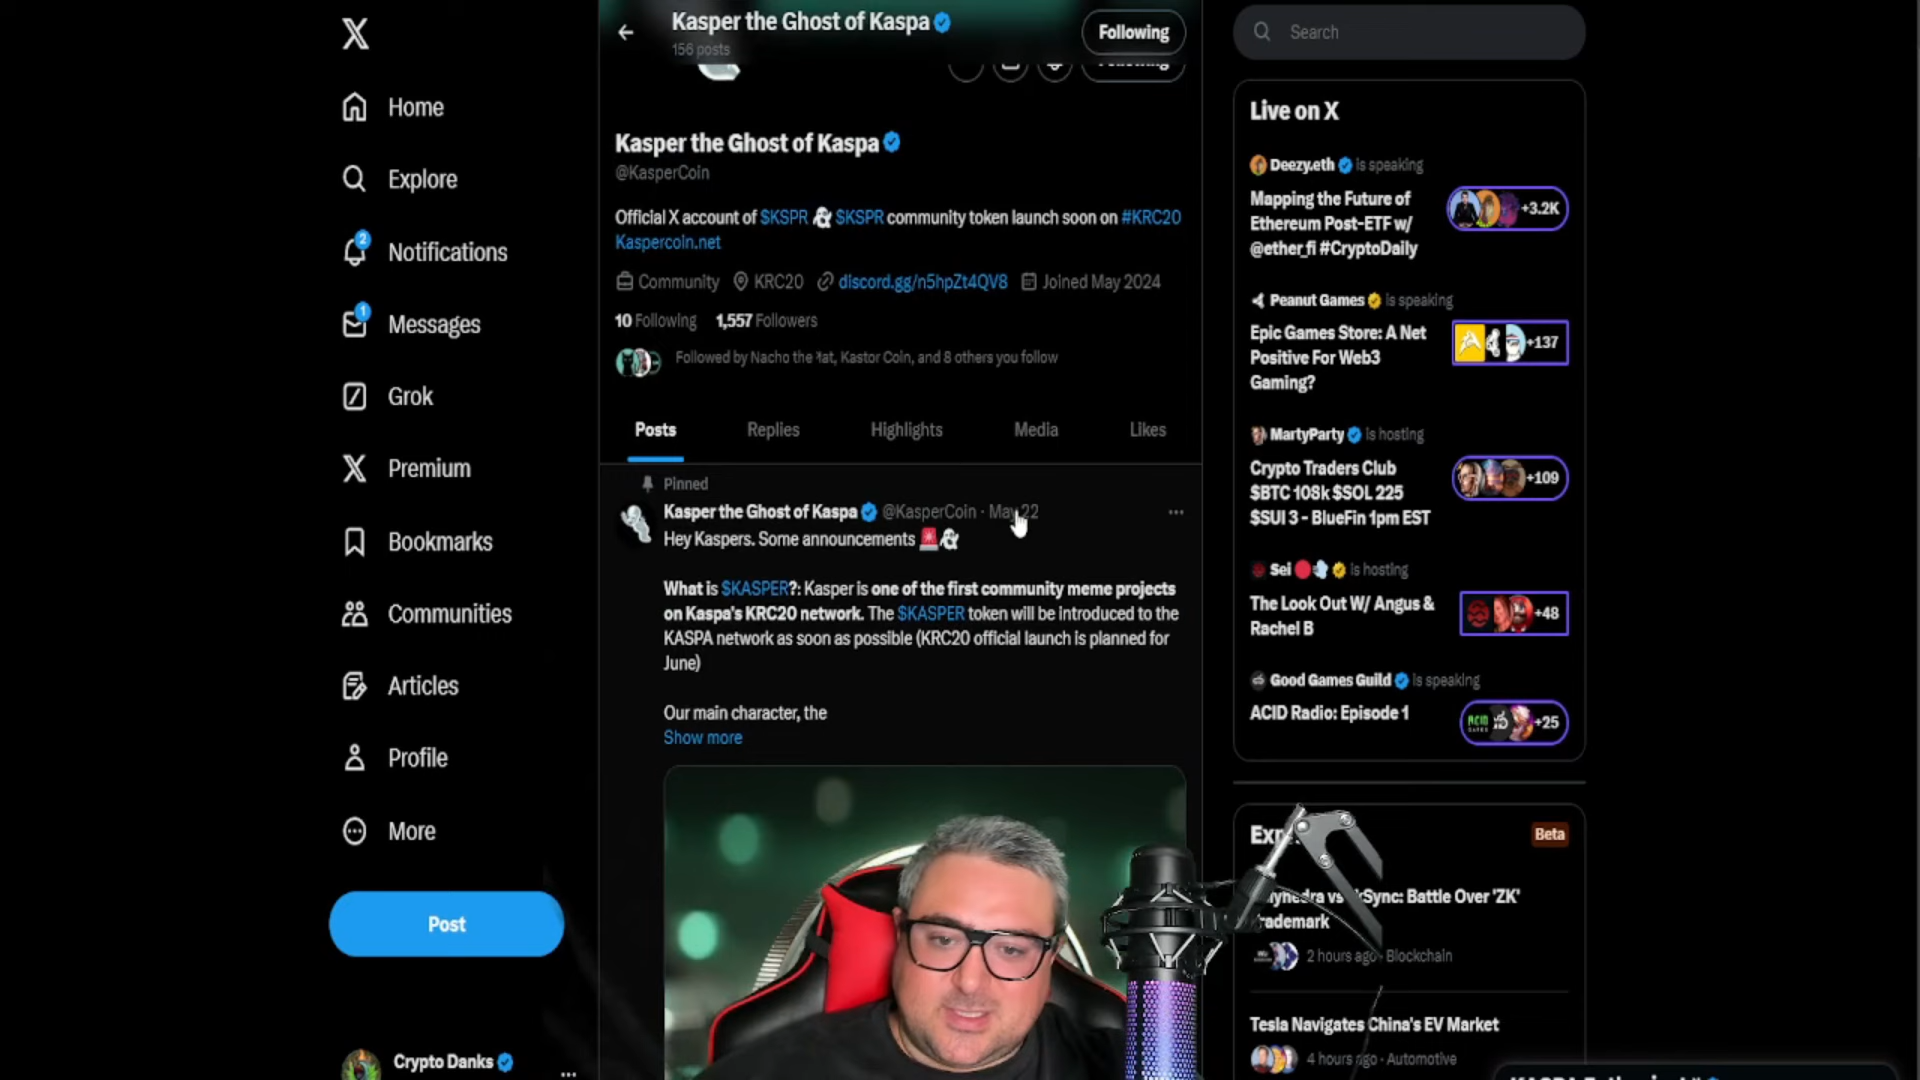 Home
Explore
2
Notifications
1
Messages
Grok
Premium
Bookmarks
Communities
Articles
Profile
More
Post
Crypto Danks
Kasper the Ghost of Kaspa
156 posts
Following
Following
Kasper the Ghost of Kaspa
@KasperCoin
Official X account of $KSPR 👻 $KSPR community token launch soon on #KRC20
Kaspercoin.net
Community KRC20 discord.gg/n5hpZt4QV8 Joined May 2024
10 Following 1,557 Followers
Followed by Nacho the Kat, Kastor Coin, and 8 others you follow
Posts Replies Highlights Media Likes
Pinned
Kasper the Ghost of Kaspa @KasperCoin · May 22
Hey Kaspers. Some announcements 🚨👻
What is $KASPER?: Kasper is one of the first community meme projects
on Kaspa's KRC20 network. The $KASPER token will be introduced to the
KASPA network as soon as possible (KRC20 official launch is planned for
June)
Our main character, the
Show more
Search
Live on X
Deezy.eth is speaking
Mapping the Future of
Ethereum Post-ETF w/
@ether_fi #CryptoDaily
+3.2K
Peanut Games is speaking
Epic Games Store: A Net
Positive For Web3
Gaming?
+137
MartyParty is hosting
Crypto Traders Club
$BTC 108k $SOL 225
$SUI 3 - BlueFin 1pm EST
+109
Sei 🔴💨 is hosting
The Look Out W/ Angus &
Rachel B
+48
Good Games Guild is speaking
ACID Radio: Episode 1
+25
Beta
Battle Over 'ZK'
2 hours ago · Blockchain
Tesla Navigates China's EV Market
4 hours ago · Automotive